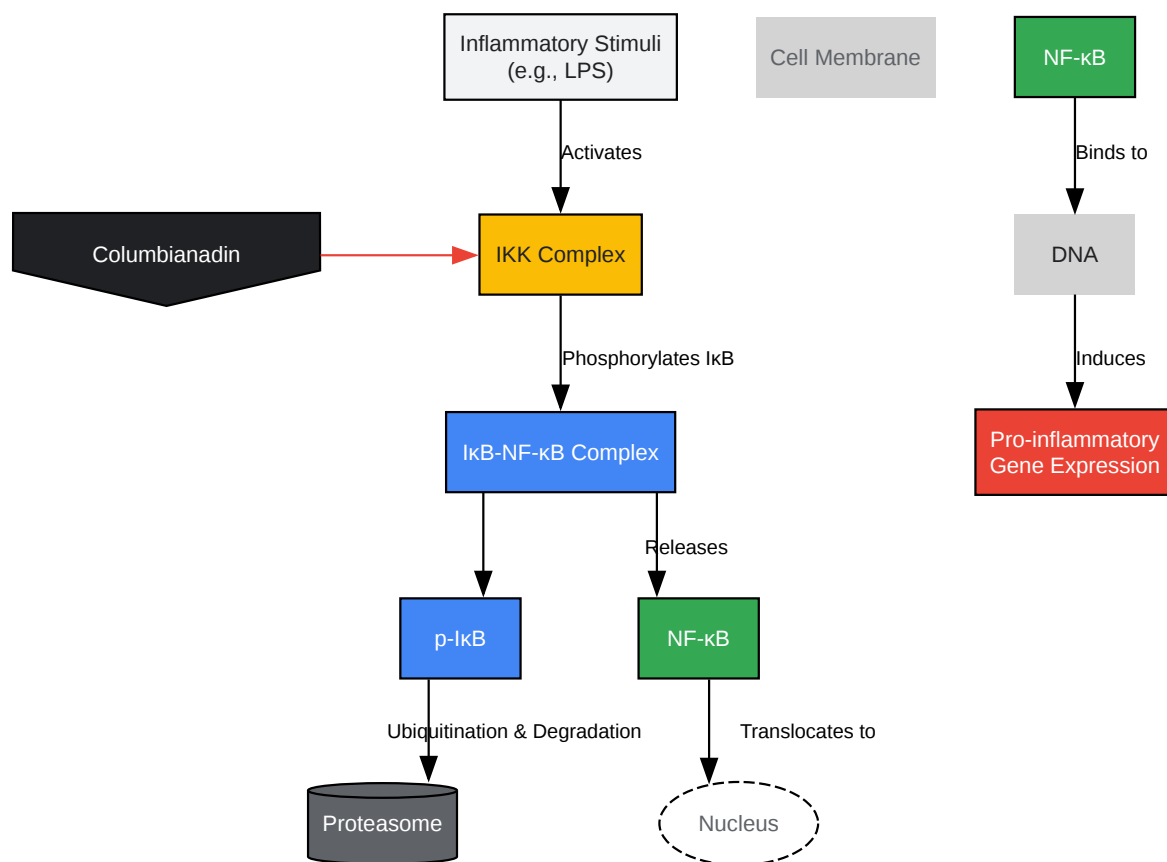 Inflammatory Stimuli
(e.g., LPS)
Cell Membrane
NF-κB
Activates
Binds to
Columbianadin
IKK Complex
DNA
Phosphorylates IκB
Induces
IκB-NF-κB Complex
Pro-inflammatory
Gene Expression
Releases
p-IκB
NF-κB
Ubiquitination & Degradation
Translocates to
Proteasome
Nucleus